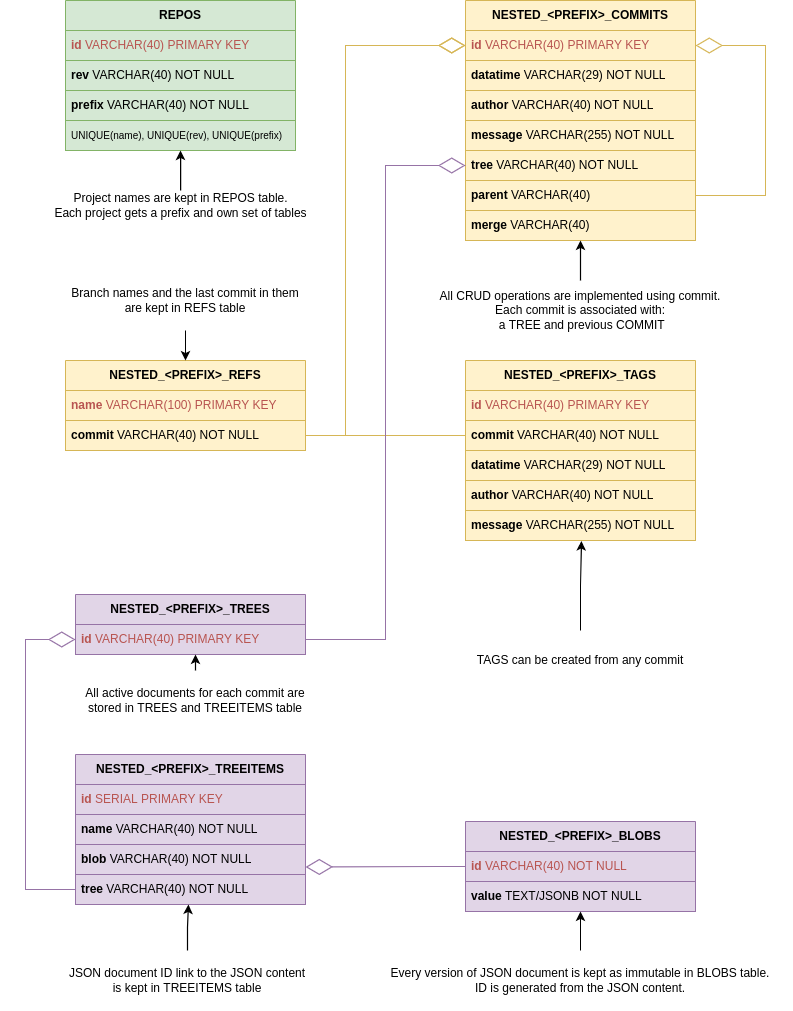 REPOS
id VARCHAR(40) PRIMARY KEY
rev VARCHAR(40) NOT NULL
prefix VARCHAR(40) NOT NULL
UNIQUE(name), UNIQUE(rev), UNIQUE(prefix)
Project names are kept in REPOS table.
Each project gets a prefix and own set of tables
NESTED_<PREFIX>_COMMITS
id VARCHAR(40) PRIMARY KEY
datatime VARCHAR(29) NOT NULL
author VARCHAR(40) NOT NULL
message VARCHAR(255) NOT NULL
tree VARCHAR(40) NOT NULL
parent VARCHAR(40)
merge VARCHAR(40)
All CRUD operations are implemented using commit.
Each commit is associated with:
a TREE and previous COMMIT
Branch names and the last commit in them
are kept in REFS table
NESTED_<PREFIX>_REFS
name VARCHAR(100) PRIMARY KEY
commit VARCHAR(40) NOT NULL
NESTED_<PREFIX>_TAGS
id VARCHAR(40) PRIMARY KEY
commit VARCHAR(40) NOT NULL
datatime VARCHAR(29) NOT NULL
author VARCHAR(40) NOT NULL
message VARCHAR(255) NOT NULL
TAGS can be created from any commit
NESTED_<PREFIX>_TREES
id VARCHAR(40) PRIMARY KEY
All active documents for each commit are
stored in TREES and TREEITEMS table
NESTED_<PREFIX>_TREEITEMS
id SERIAL PRIMARY KEY
name VARCHAR(40) NOT NULL
blob VARCHAR(40) NOT NULL
tree VARCHAR(40) NOT NULL
JSON document ID link to the JSON content
is kept in TREEITEMS table
NESTED_<PREFIX>_BLOBS
id VARCHAR(40) NOT NULL
value TEXT/JSONB NOT NULL
Every version of JSON document is kept as immutable in BLOBS table.
ID is generated from the JSON content.